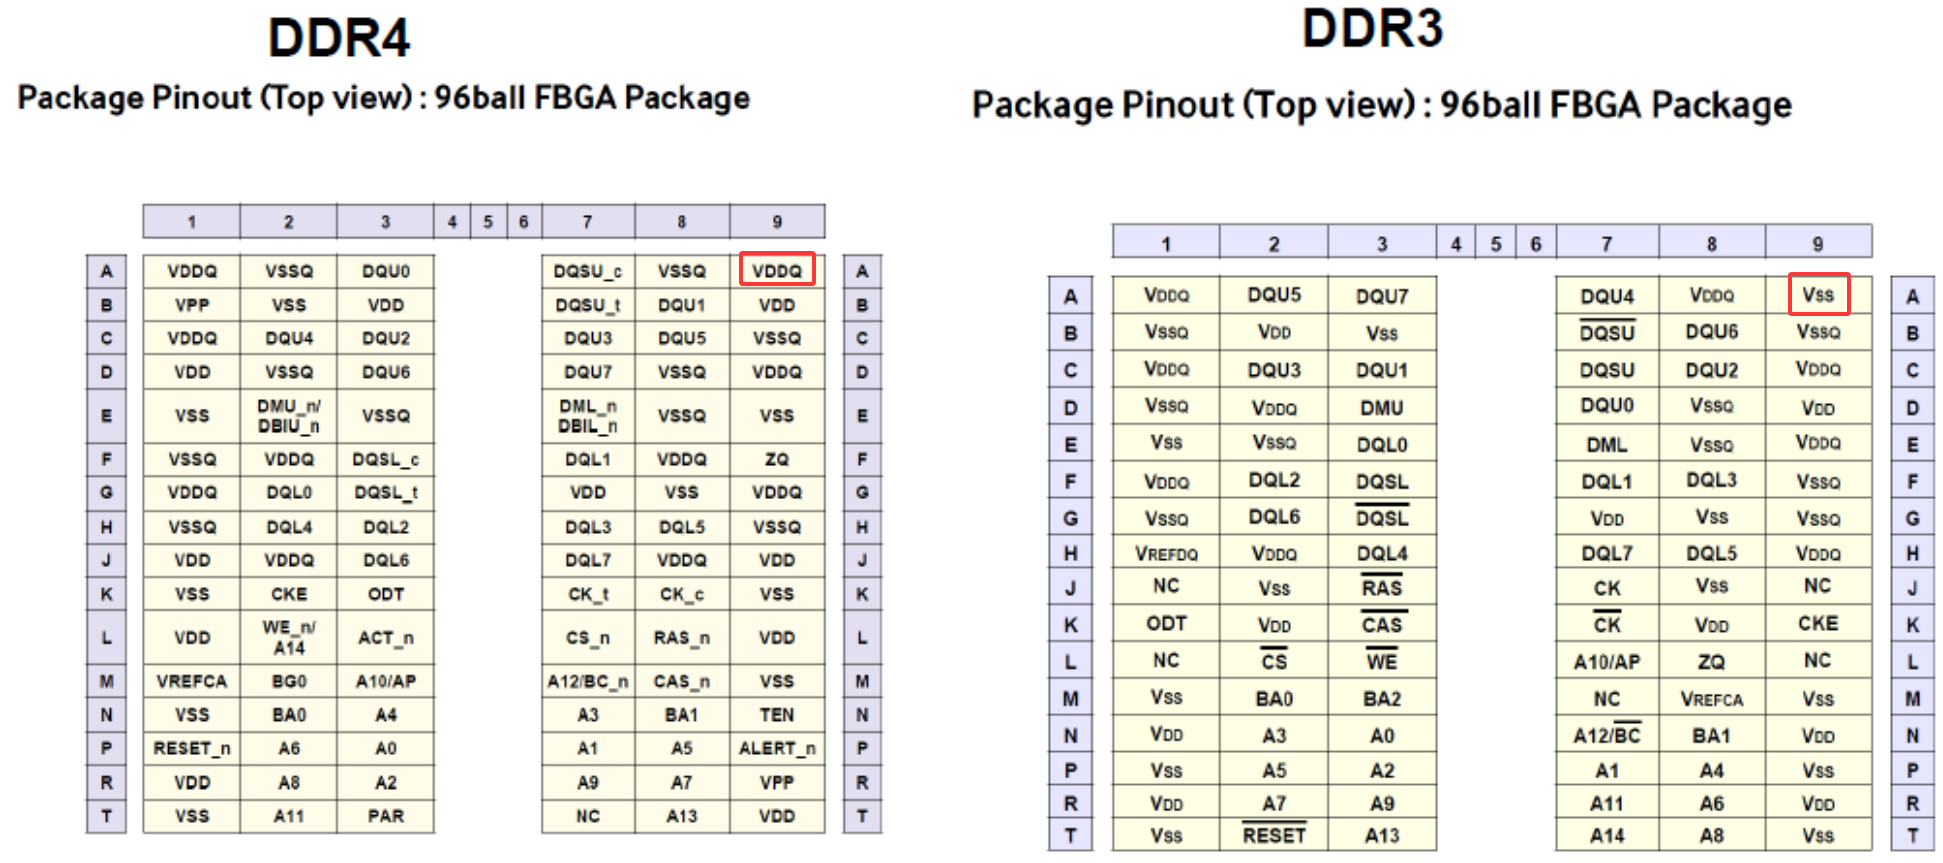 DDR4
Package Pinout (Top view) : 96ball FBGA Package
1 2 3 4 5 6 7 8 9
A VDDQ VSSQ DQU0 DQSU_c VSSQ VDDQ A
B VPP VSS VDD DQSU_t DQU1 VDD B
C VDDQ DQU4 DQU2 DQU3 DQU5 VSSQ C
D VDD VSSQ DQU6 DQU7 VSSQ VDDQ D
E VSS DMU_n/ DBIU_n VSSQ DML_n DBIL_n VSSQ VSS E
F VSSQ VDDQ DQSL_c DQL1 VDDQ ZQ F
G VDDQ DQL0 DQSL_t VDD VSS VDDQ G
H VSSQ DQL4 DQL2 DQL3 DQL5 VSSQ H
J VDD VDDQ DQL6 DQL7 VDDQ VDD J
K VSS CKE ODT CK_t CK_c VSS K
L VDD WE_n/ A14 ACT_n CS_n RAS_n VDD L
M VREFCA BG0 A10/AP A12/BC_n CAS_n VSS M
N VSS BA0 A4 A3 BA1 TEN N
P RESET_n A6 A0 A1 A5 ALERT_n P
R VDD A8 A2 A9 A7 VPP R
T VSS A11 PAR NC A13 VDD T
DDR3
Package Pinout (Top view) : 96ball FBGA Package
1 2 3 4 5 6 7 8 9
A VDDQ DQU5 DQU7 DQU4 VDDQ VSS A
B VSSQ VDD VSS DQSU DQU6 VSSQ B
C VDDQ DQU3 DQU1 DQSU DQU2 VDDQ C
D VSSQ VDDQ DMU DQU0 VSSQ VDD D
E VSS VSSQ DQL0 DML VSSQ VDDQ E
F VDDQ DQL2 DQSL DQL1 DQL3 VSSQ F
G VSSQ DQL6 DQSL VDD VSS VSSQ G
H VREFDQ VDDQ DQL4 DQL7 DQL5 VDDQ H
J NC VSS RAS CK VSS NC J
K ODT VDD CAS CK VDD CKE K
L NC CS WE A10/AP ZQ NC L
M VSS BA0 BA2 NC VREFCA VSS M
N VDD A3 A0 A12/BC BA1 VDD N
P VSS A5 A2 A1 A4 VSS P
R VDD A7 A9 A11 A6 VDD R
T VSS RESET A13 A14 A8 VSS T